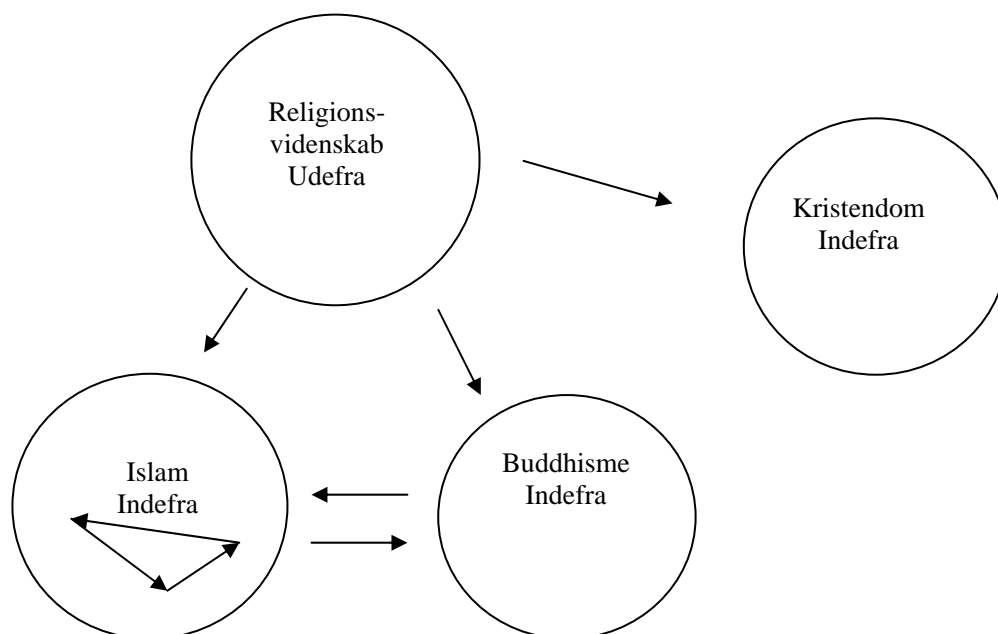 Religions-
videnskab
Udefra
Kristendom
Indefra
Islam
Indefra
Buddhisme
Indefra